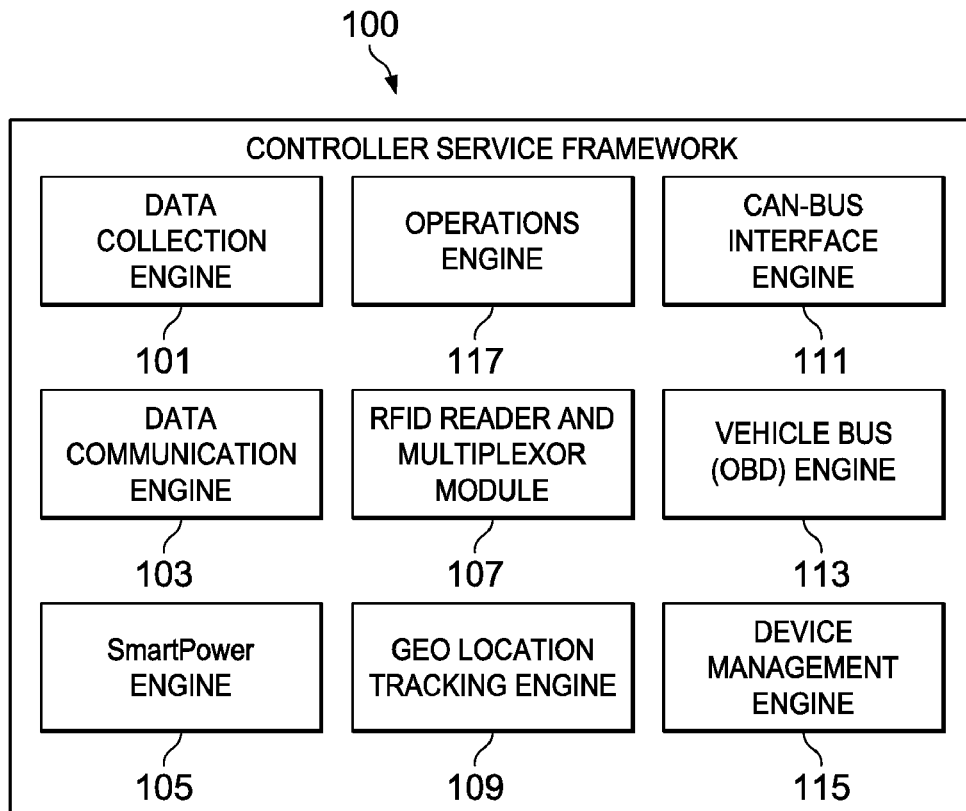 100
CONTROLLER SERVICE FRAMEWORK
DATA
COLLECTION
ENGINE
101
OPERATIONS
ENGINE
117
CAN-BUS
INTERFACE
ENGINE
111
DATA
COMMUNICATION
ENGINE
103
RFID READER AND
MULTIPLEXOR
MODULE
107
VEHICLE BUS
(OBD) ENGINE
113
SmartPower
ENGINE
105
GEO LOCATION
TRACKING ENGINE
109
DEVICE
MANAGEMENT
ENGINE
115